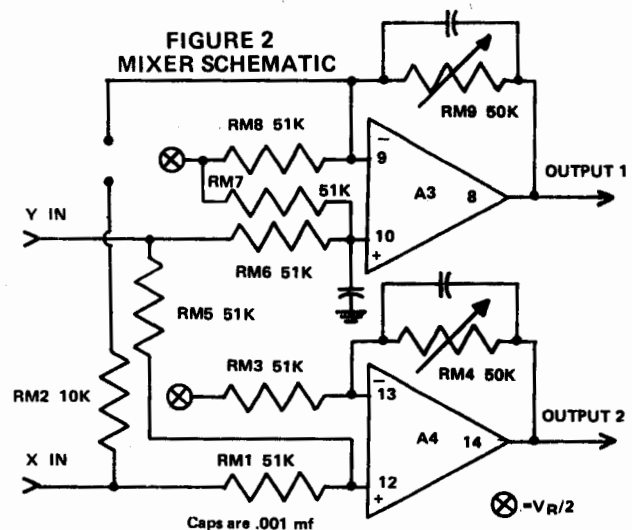 FIGURE 2
MIXER SCHEMATIC
RM9 50K
RM8 51K
9
RM7
51K
A3
8
OUTPUT 1
Y IN
10
+
RM6 51K
RM5 51K
RM3 51K
RM4 50K
13
RM2 10K
A4
14
OUTPUT 2
X IN
RM1 51K
12
+
=VR/2
Caps are .001 mf